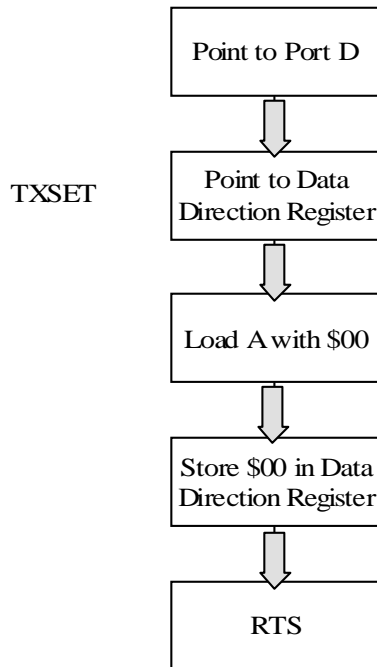 Point to Port D
TXSET
Point to Data
Direction Register
Load A with $00
Store $00 in Data
Direction Register
RTS